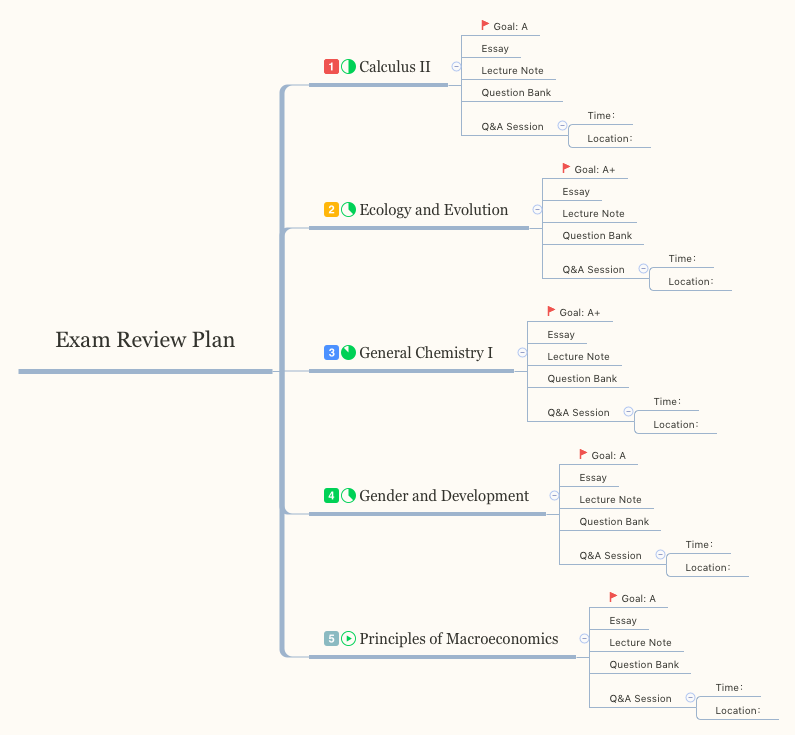 Exam Review Plan
1 Calculus II
Goal: A
Essay
Lecture Note
Question Bank
Q&A Session
Time:
Location:
2 Ecology and Evolution
Goal: A+
Essay
Lecture Note
Question Bank
Q&A Session
Time:
Location:
3 General Chemistry I
Goal: A+
Essay
Lecture Note
Question Bank
Q&A Session
Time:
Location:
4 Gender and Development
Goal: A
Essay
Lecture Note
Question Bank
Q&A Session
Time:
Location:
5 Principles of Macroeconomics
Goal: A
Essay
Lecture Note
Question Bank
Q&A Session
Time:
Location: